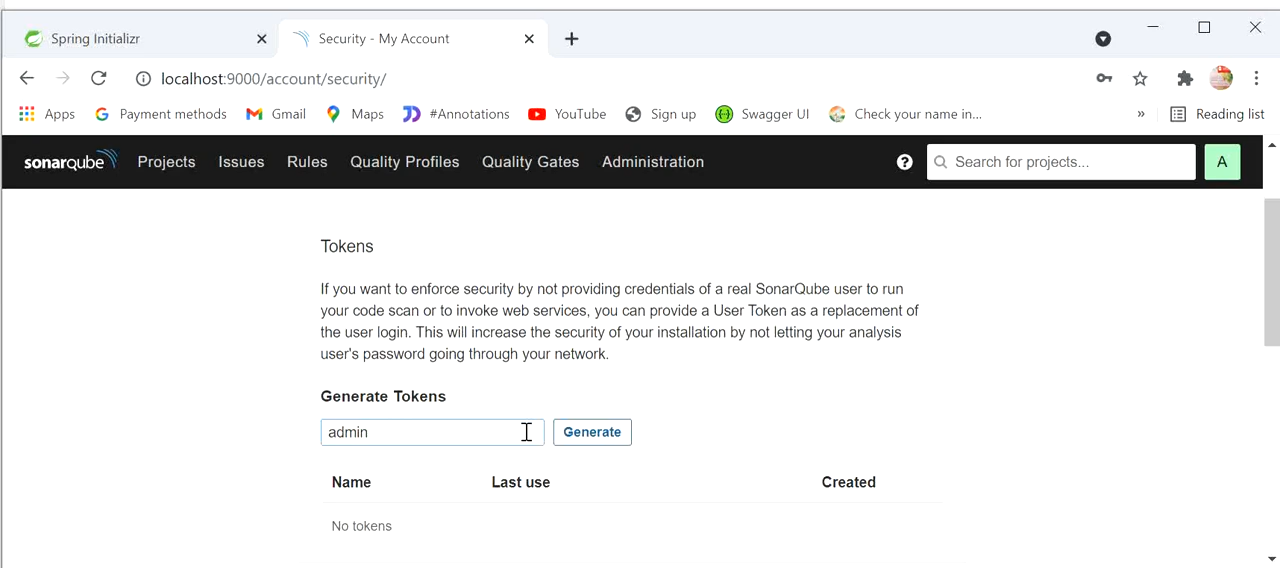 Spring Initializr
Security - My Account
localhost:9000/account/security/
Apps Payment methods Gmail Maps #Annotations YouTube Sign up Swagger UI Check your name in... » Reading list
sonarqube Projects Issues Rules Quality Profiles Quality Gates Administration ? Search for projects... A
Tokens
If you want to enforce security by not providing credentials of a real SonarQube user to run
your code scan or to invoke web services, you can provide a User Token as a replacement of
the user login. This will increase the security of your installation by not letting your analysis
user's password going through your network.
Generate Tokens
admin Generate
Name Last use Created
No tokens